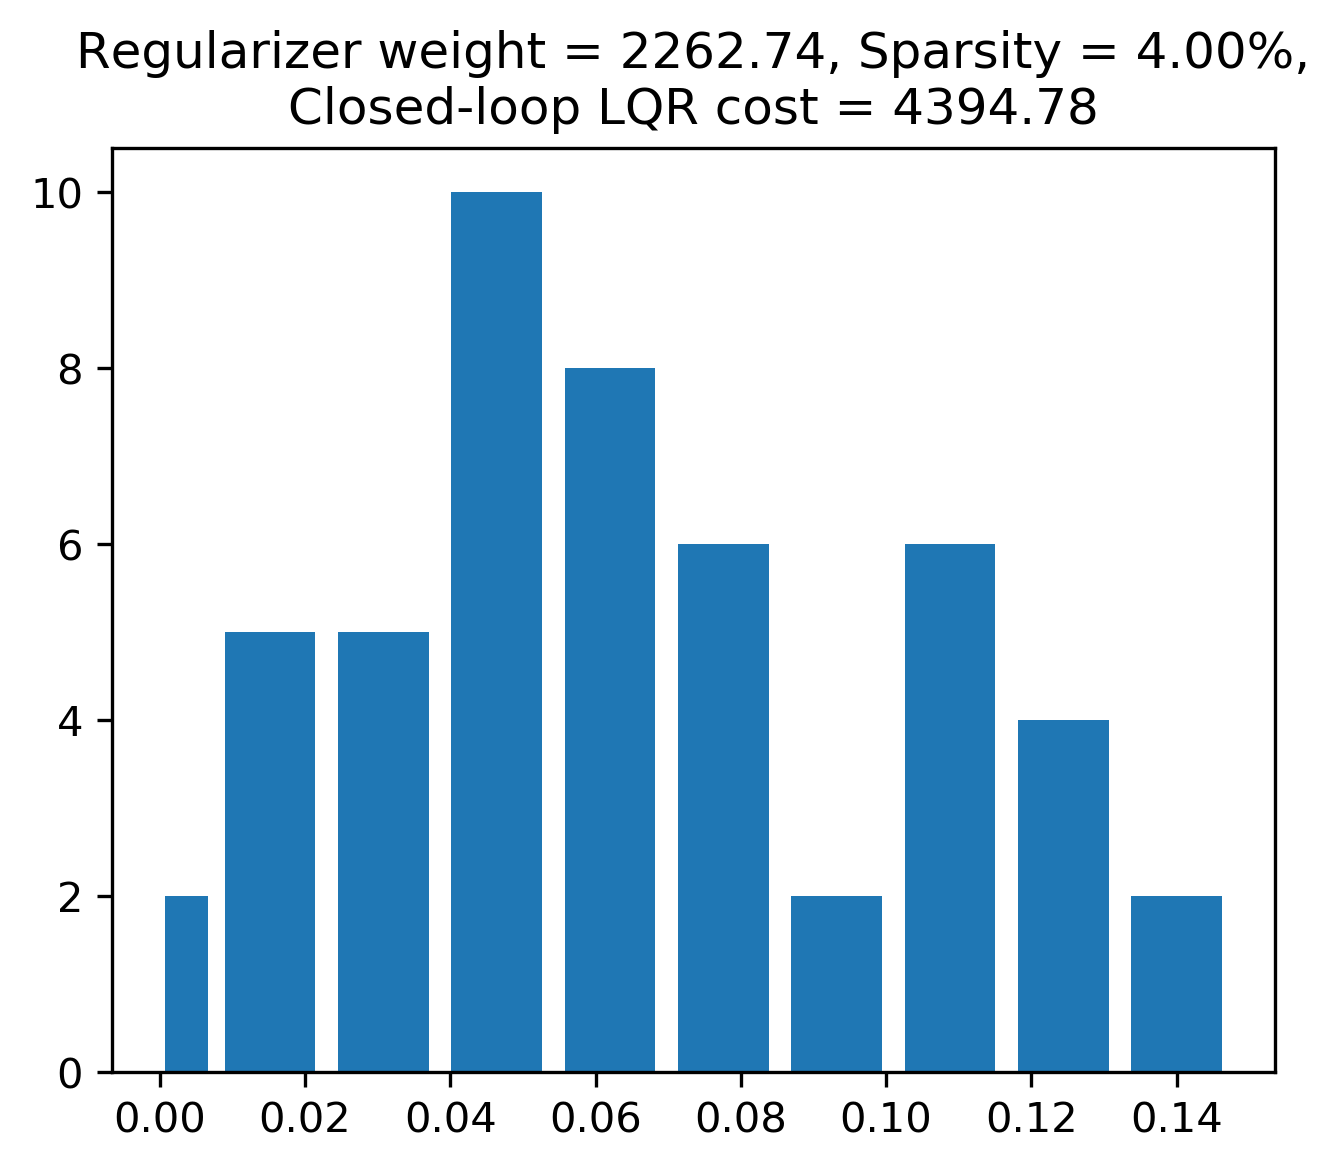 Regularizer weight = 2262.74, Sparsity = 4.00%,
Closed-loop LQR cost = 4394.78
10
8
6
4
2
0
0.00 0.02 0.04 0.06 0.08 0.10 0.12 0.14